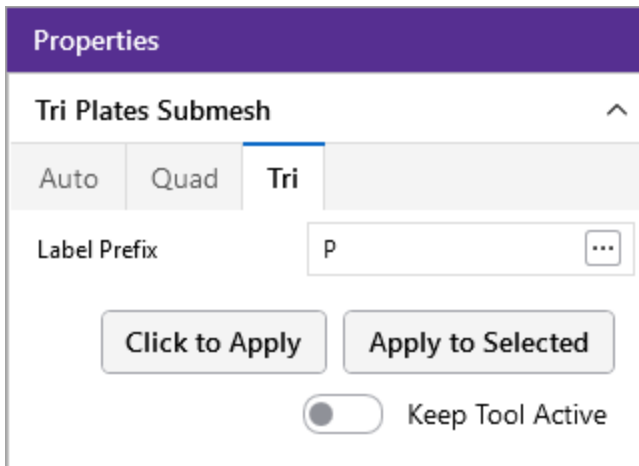 Properties
Tri Plates Submesh
Auto Quad Tri
Label Prefix P ...
Click to Apply Apply to Selected
Keep Tool Active